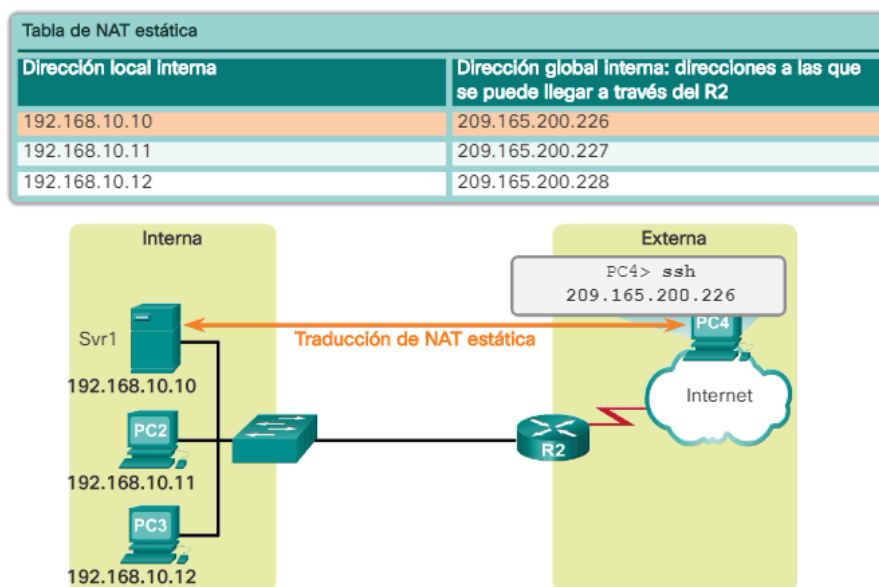 Tabla de NAT estática
Dirección local interna
Dirección global interna: direcciones a las que
se puede llegar a través del R2
192.168.10.10
209.165.200.226
192.168.10.11
209.165.200.227
192.168.10.12
209.165.200.228
Interna
Externa
PC4> ssh
209.165.200.226
Svr1
Traducción de NAT estática
PC4
192.168.10.10
Internet
PC2
R2
192.168.10.11
PC3
192.168.10.12